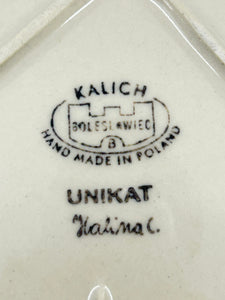 KALICH
BOLESŁAWIEC
B
HAND MADE IN POLAND
UNIKAT
Halina C.